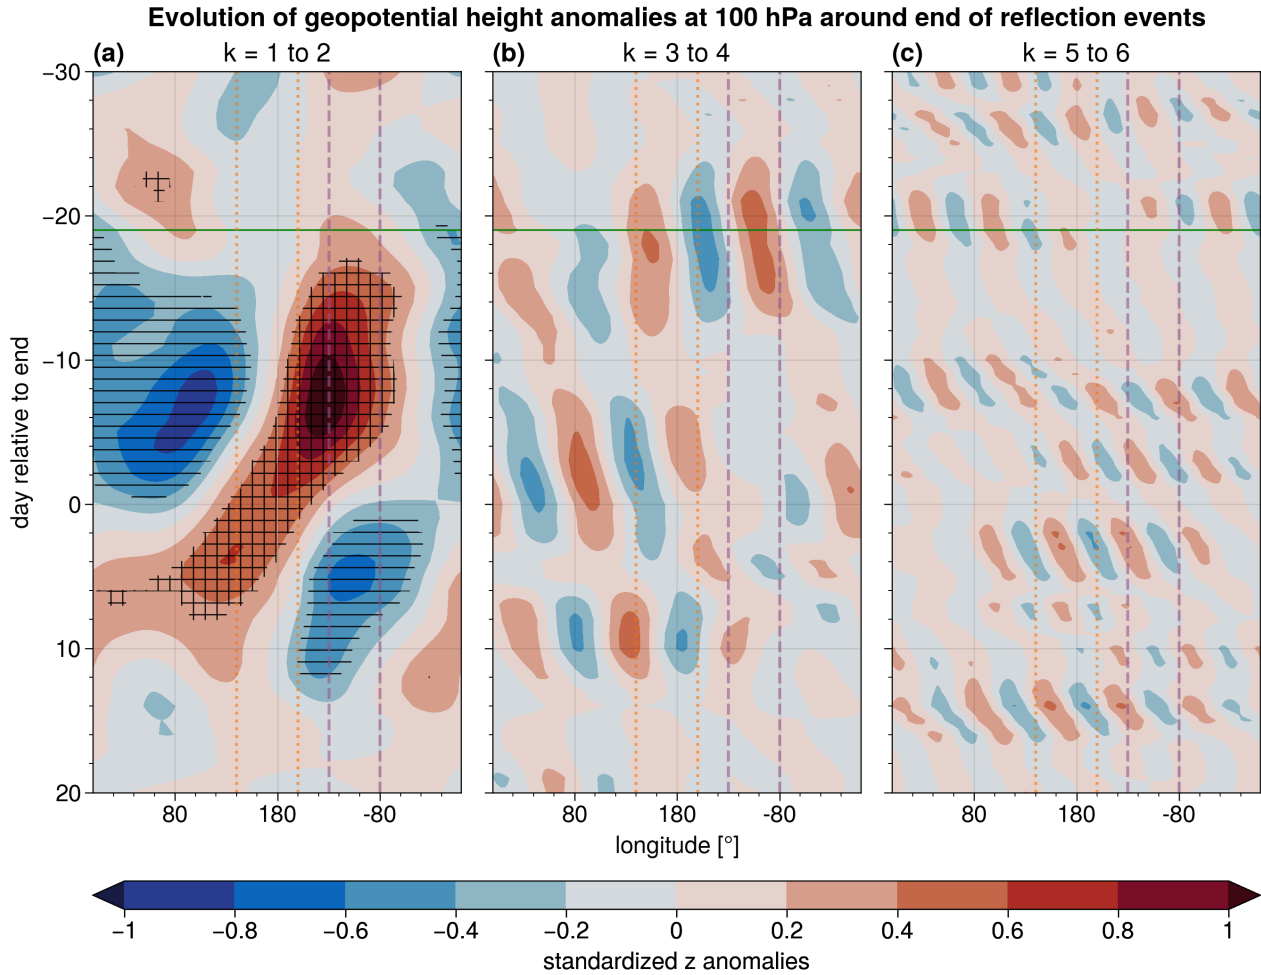 Evolution of geopotential height anomalies at 100 hPa around end of reflection events
(a) k = 1 to 2
(b) k = 3 to 4
(c) k = 5 to 6
day relative to end
−30
−20
−10
0
10
20
80 180 -80
80 180 -80
80 180 -80
longitude [°]
−1 −0.8 −0.6 −0.4 −0.2 0 0.2 0.4 0.6 0.8 1
standardized z anomalies